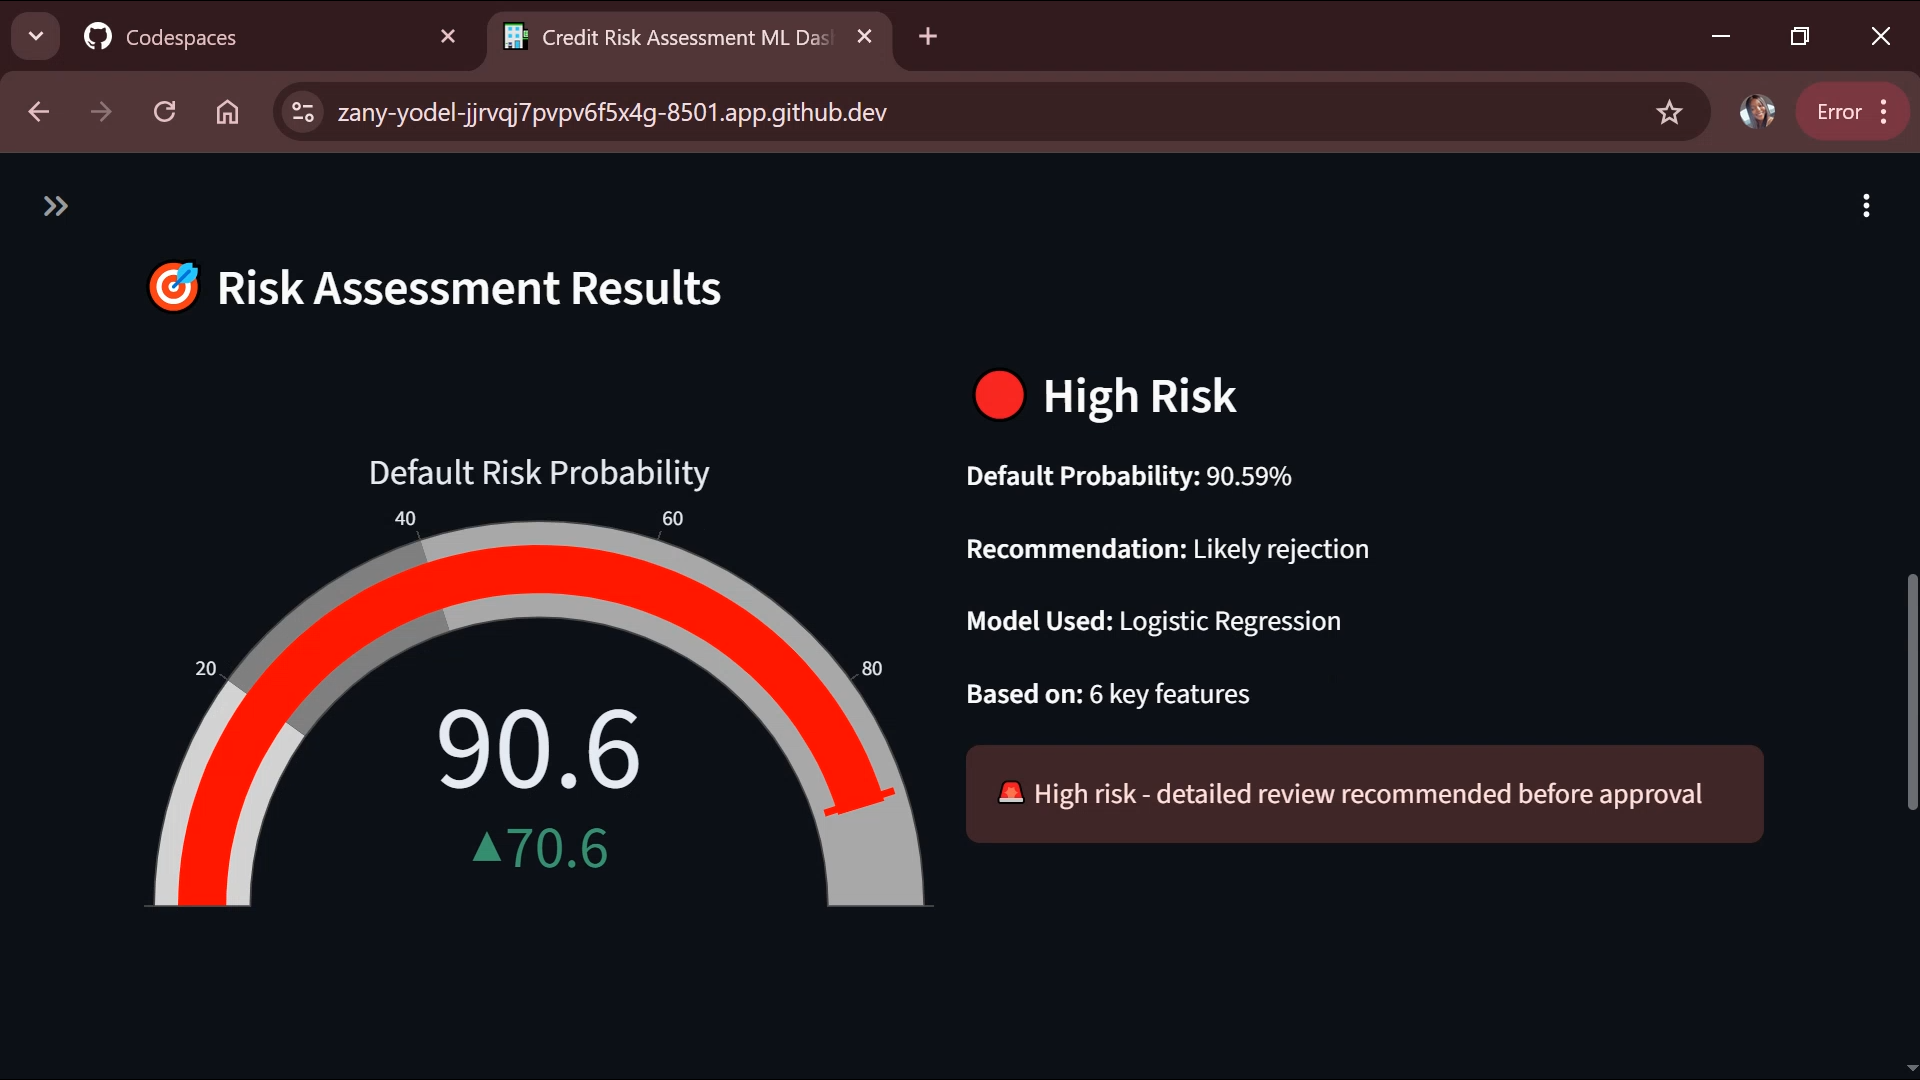 Codespaces
Credit Risk Assessment ML Das
zany-yodel-jjrvqj7pvpv6f5x4g-8501.app.github.dev
Error
Risk Assessment Results
High Risk
Default Risk Probability
Default Probability: 90.59%
40
60
Recommendation: Likely rejection
Model Used: Logistic Regression
20
80
Based on: 6 key features
90.6
▲70.6
High risk - detailed review recommended before approval